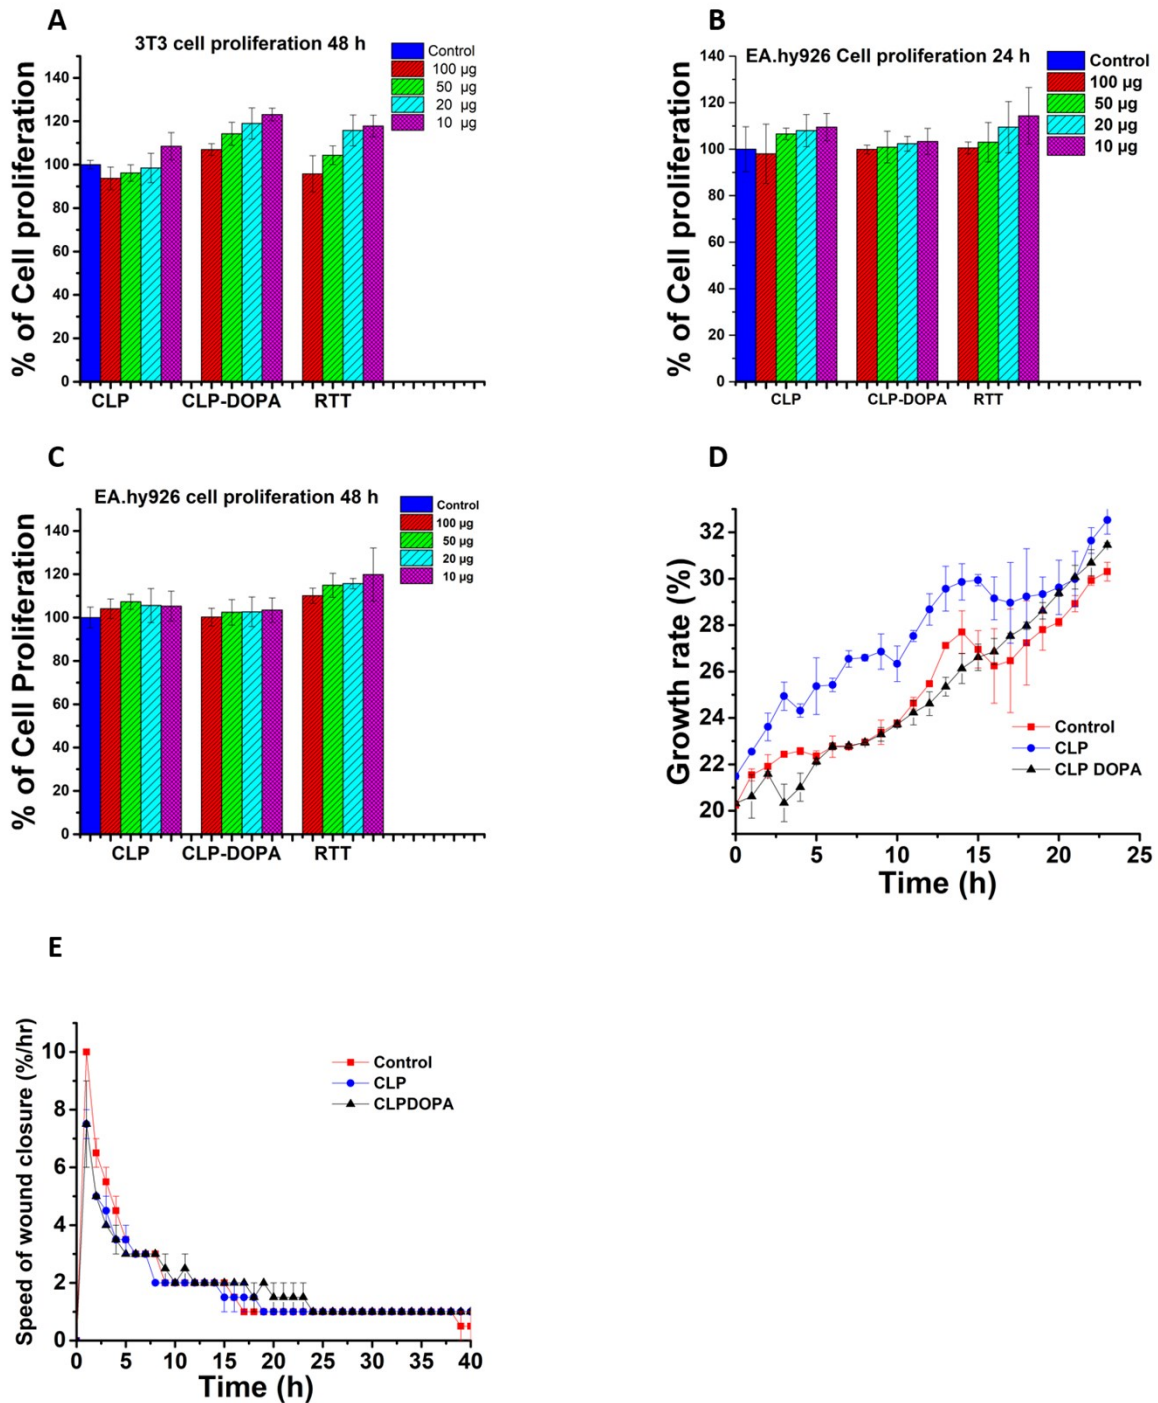 A
3T3 cell proliferation 48 h
Control
100 µg
50 µg
20 µg
10 µg
% of Cell proliferation
140
120
100
80
60
40
20
0
CLP
CLP-DOPA
RTT
B
EA.hy926 Cell proliferation 24 h
Control
100 µg
50 µg
20 µg
10 µg
% of Cell proliferation
140
120
100
80
60
40
20
0
CLP
CLP-DOPA
RTT
C
EA.hy926 cell proliferation 48 h
Control
100 µg
50 µg
20 µg
10 µg
% of Cell Proliferation
140
120
100
80
60
40
20
0
CLP
CLP-DOPA
RTT
D
Growth rate (%)
32
30
28
26
24
22
20
Control
CLP
CLP DOPA
0 5 10 15 20 25
Time (h)
E
Speed of wound closure (%/hr)
10
8
6
4
2
0
Control
CLP
CLPDOPA
0 5 10 15 20 25 30 35 40
Time (h)